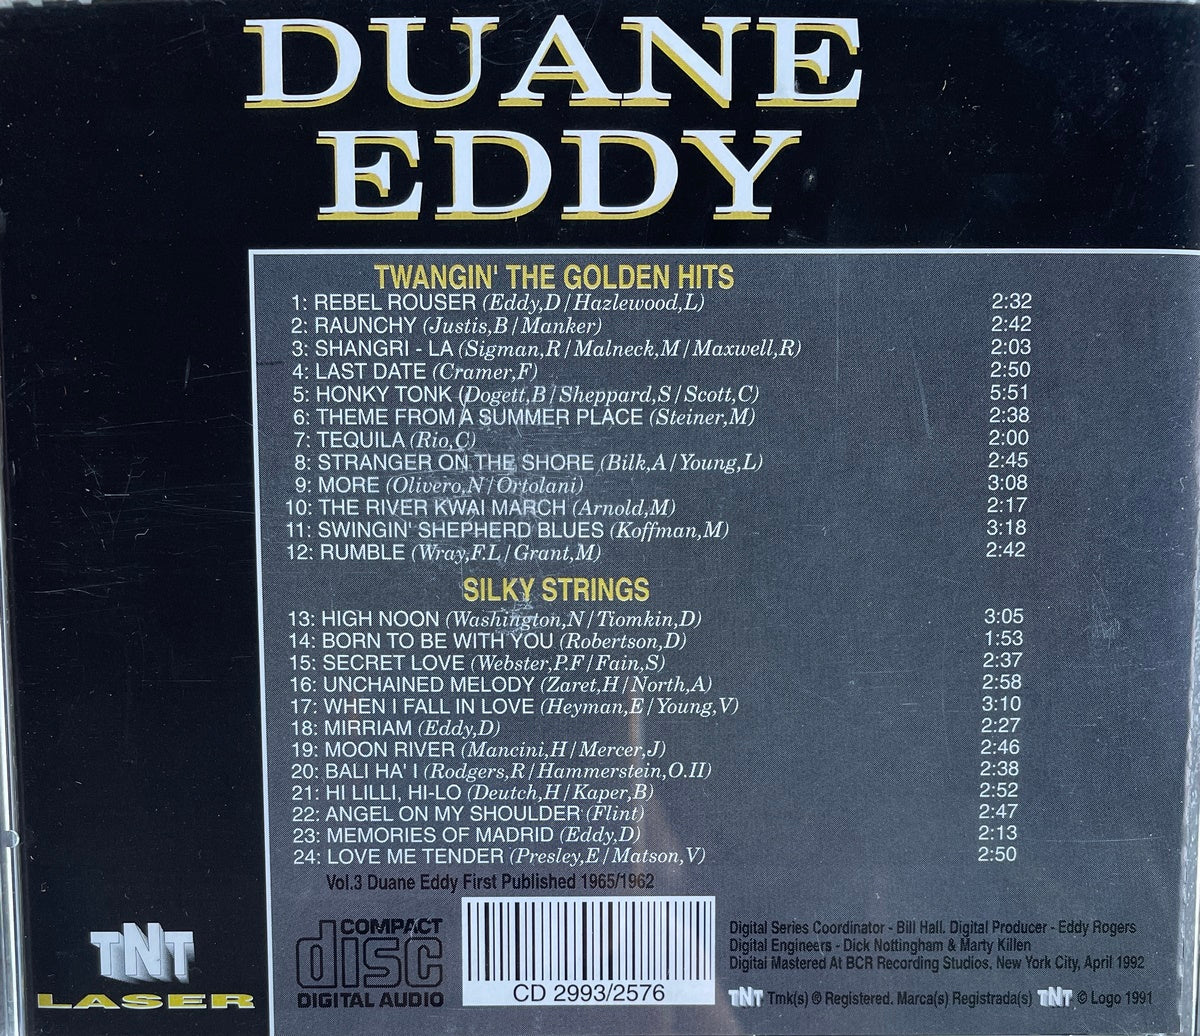 DUANE
EDDY
TWANGIN' THE GOLDEN HITS
1: REBEL ROUSER (Eddy,D/Hazlewood,L) 2:32
2: RAUNCHY (Justis,B/Manker) 2:42
3: SHANGRI - LA (Sigman,R/Malneck,M/Maxwell,R) 2:03
4: LAST DATE (Cramer,F) 2:50
5: HONKY TONK (Dogett,B/Sheppard,S/Scott,C) 5:51
6: THEME FROM A SUMMER PLACE (Steiner,M) 2:38
7: TEQUILA (Rio,C) 2:00
8: STRANGER ON THE SHORE (Bilk,A/Young,L) 2:45
9: MORE (Olivero,N/Ortolani) 3:08
10: THE RIVER KWAI MARCH (Arnold,M) 2:17
11: SWINGIN' SHEPHERD BLUES (Koffman,M) 3:18
12: RUMBLE (Wray,F.L/Grant,M) 2:42
SILKY STRINGS
13: HIGH NOON (Washington,N/Tiomkin,D) 3:05
14: BORN TO BE WITH YOU (Robertson,D) 1:53
15: SECRET LOVE (Webster,P.F/Fain,S) 2:37
16: UNCHAINED MELODY (Zaret,H/North,A) 2:58
17: WHEN I FALL IN LOVE (Heyman,E/Young,V) 3:10
18: MIRRIAM (Eddy,D) 2:27
19: MOON RIVER (Mancini,H/Mercer,J) 2:46
20: BALI HA' I (Rodgers,R/Hammerstein,O.II) 2:38
21: HI LILLI, HI-LO (Deutch,H/Kaper,B) 2:52
22: ANGEL ON MY SHOULDER (Flint) 2:47
23: MEMORIES OF MADRID (Eddy,D) 2:13
24: LOVE ME TENDER (Presley,E/Matson,V) 2:50
Vol.3 Duane Eddy First Published 1965/1962
TNT
LASER
COMPACT
disc
DIGITAL AUDIO
CD 2993/2576
Digital Series Coordinator - Bill Hall. Digital Producer - Eddy Rogers
Digital Engineers - Dick Nottingham & Marty Killen
Digital Mastered At BCR Recording Studios, New York City, April 1992
TNT Tmk(s) ® Registered. Marca(s) Registrada(s) TNT © Logo 1991